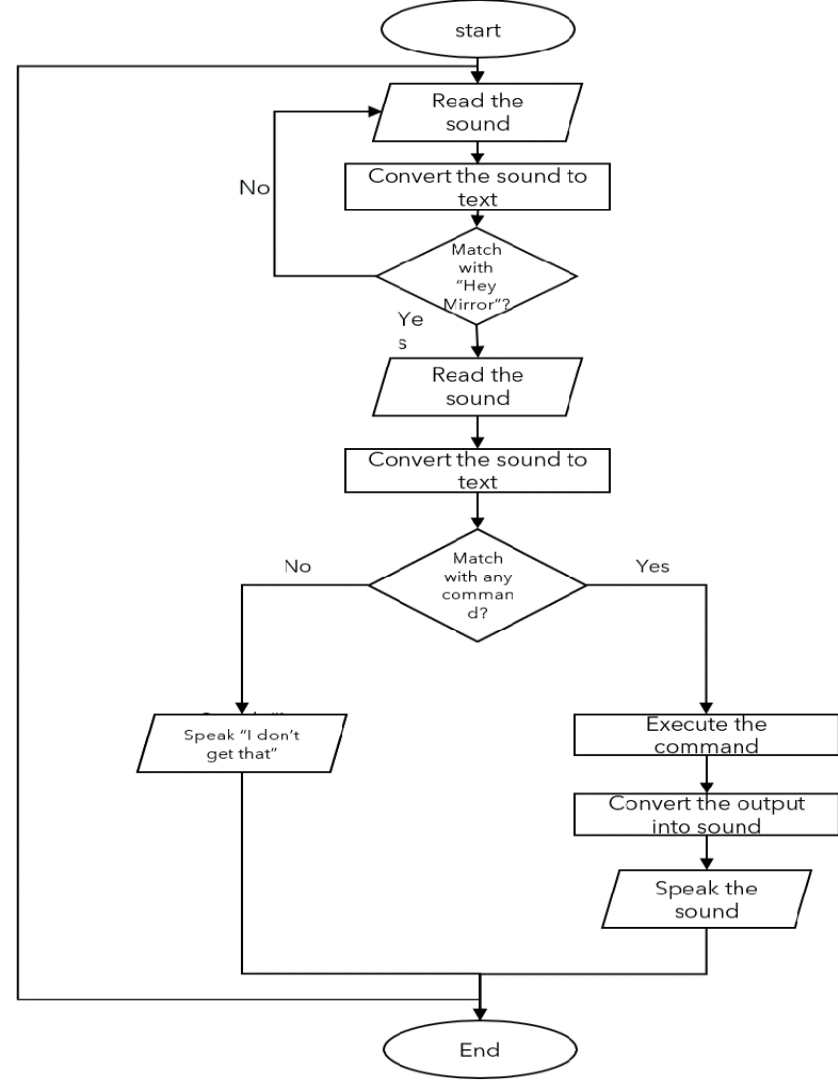 start
Read the
sound
Convert the sound to
text
No
Match
with
“Hey
Mirror”?
Ye
s
Read the
sound
Convert the sound to
text
No
Match
with any
comman
d?
Yes
Speak “I don’t
get that”
Execute the
command
Convert the output
into sound
Speak the
sound
End